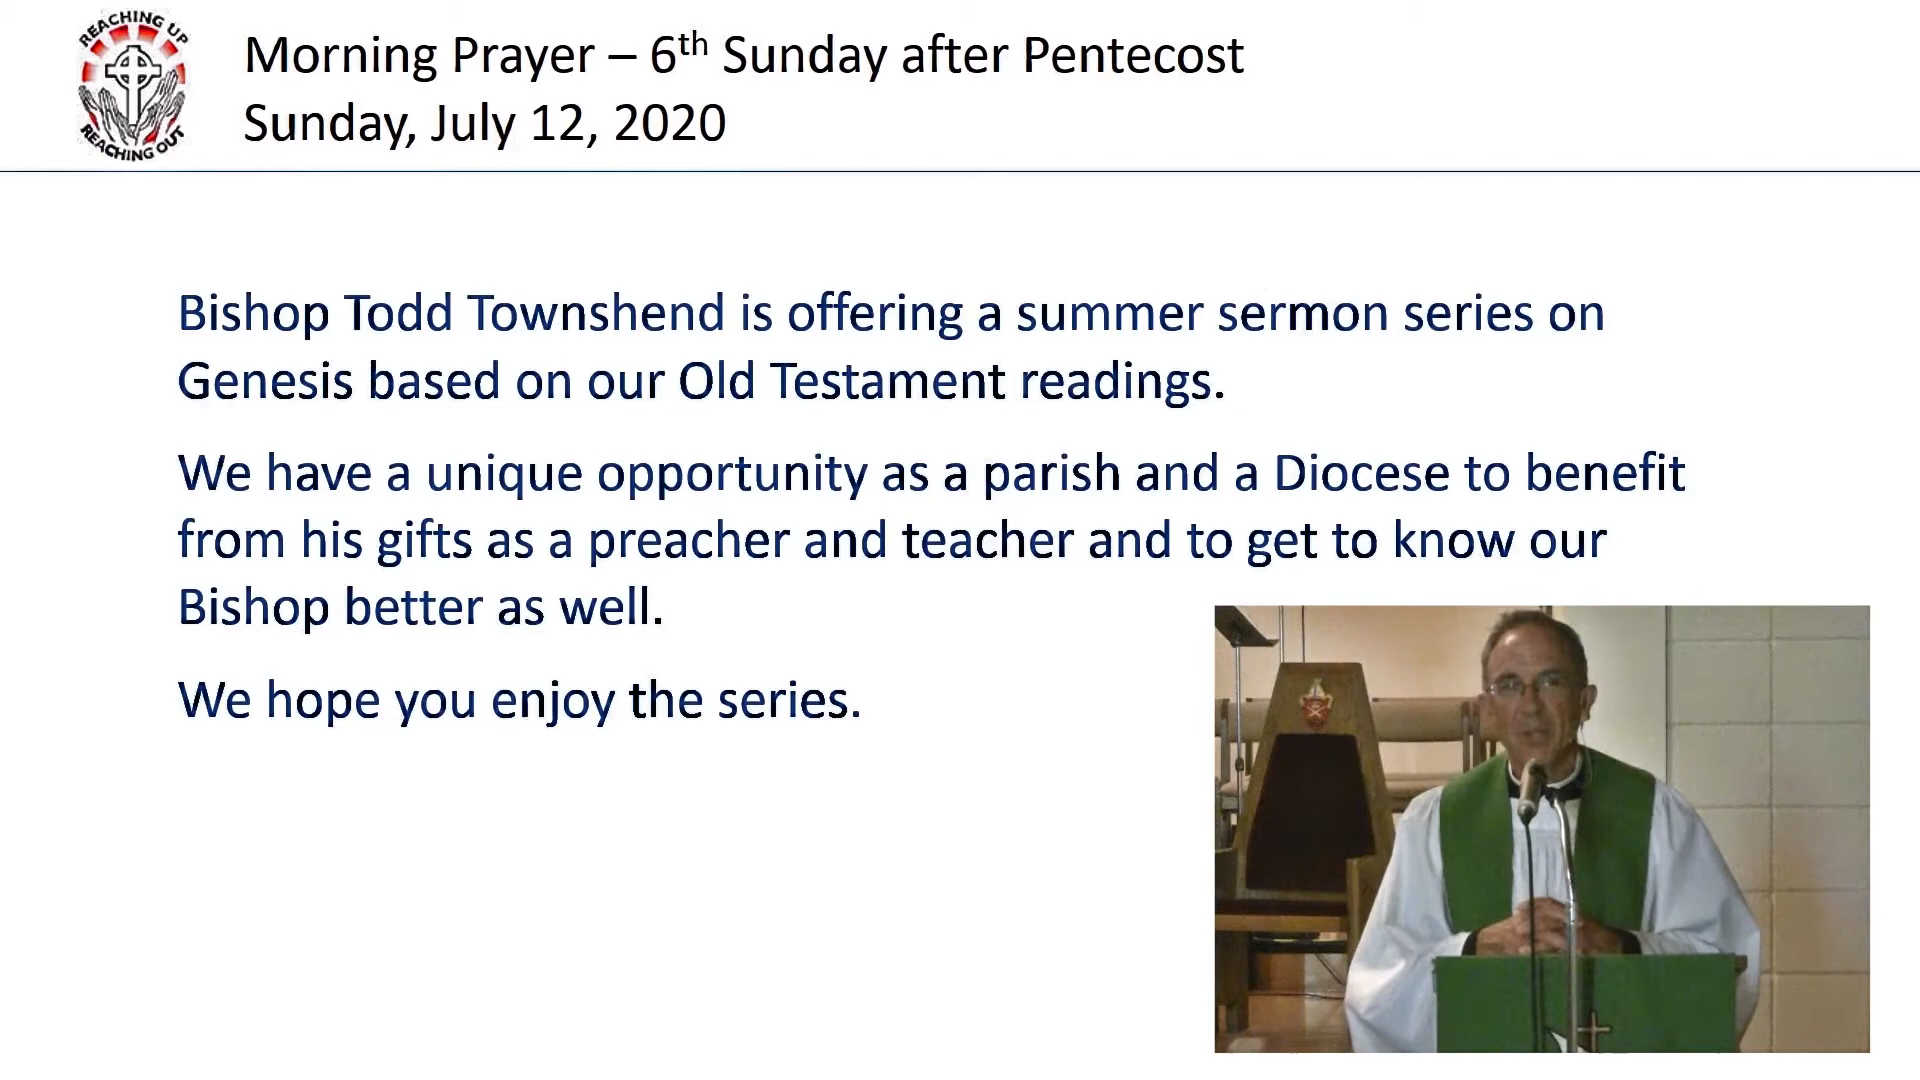 REACHING UP
REACHING OUT
Morning Prayer – 6th Sunday after Pentecost
Sunday, July 12, 2020
Bishop Todd Townshend is offering a summer sermon series on
Genesis based on our Old Testament readings.
We have a unique opportunity as a parish and a Diocese to benefit
from his gifts as a preacher and teacher and to get to know our
Bishop better as well.
We hope you enjoy the series.